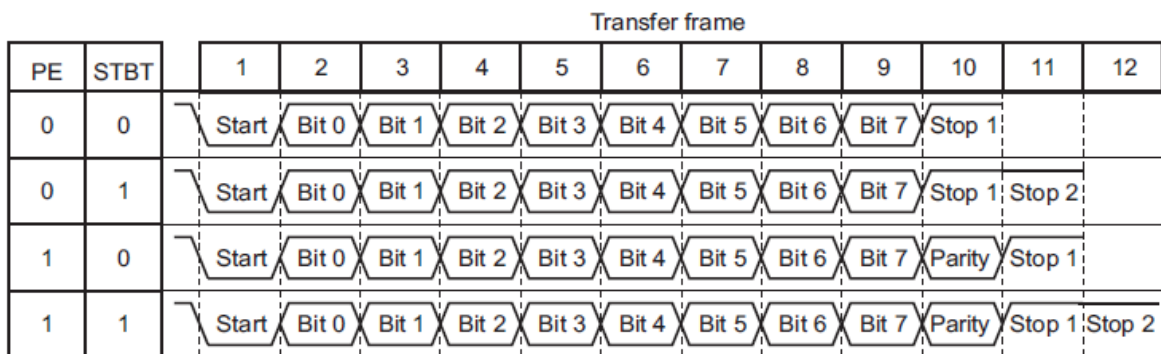 Transfer frame
PE STBT 1 2 3 4 5 6 7 8 9 10 11 12
0 0 Start Bit 0 Bit 1 Bit 2 Bit 3 Bit 4 Bit 5 Bit 6 Bit 7 Stop 1
0 1 Start Bit 0 Bit 1 Bit 2 Bit 3 Bit 4 Bit 5 Bit 6 Bit 7 Stop 1 Stop 2
1 0 Start Bit 0 Bit 1 Bit 2 Bit 3 Bit 4 Bit 5 Bit 6 Bit 7 Parity Stop 1
1 1 Start Bit 0 Bit 1 Bit 2 Bit 3 Bit 4 Bit 5 Bit 6 Bit 7 Parity Stop 1 Stop 2